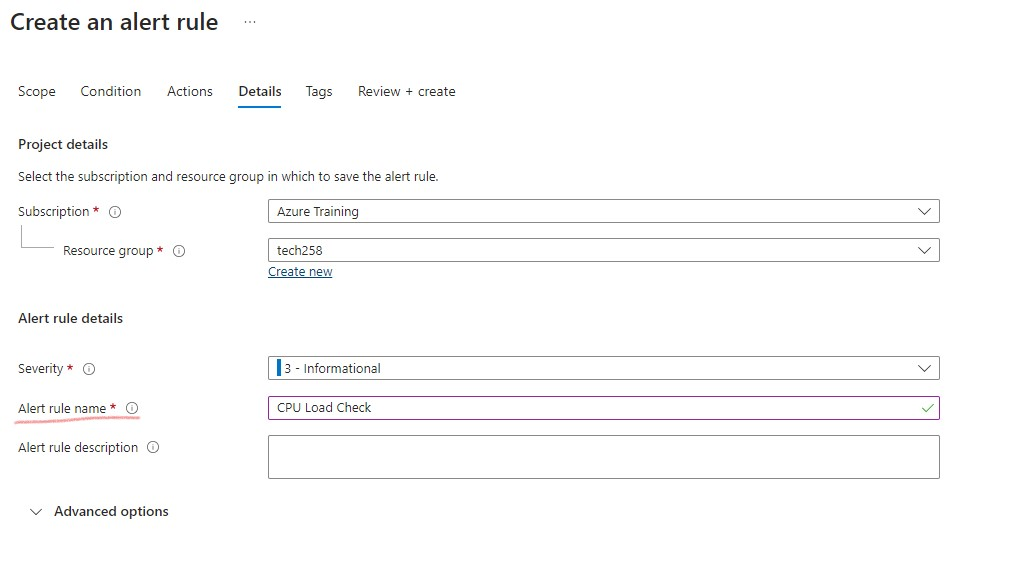 Create an alert rule ...
Scope Condition Actions Details Tags Review + create
Project details
Select the subscription and resource group in which to save the alert rule.
Subscription * Azure Training
Resource group * tech258
Create new
Alert rule details
Severity * 3 - Informational
Alert rule name * CPU Load Check
Alert rule description
Advanced options